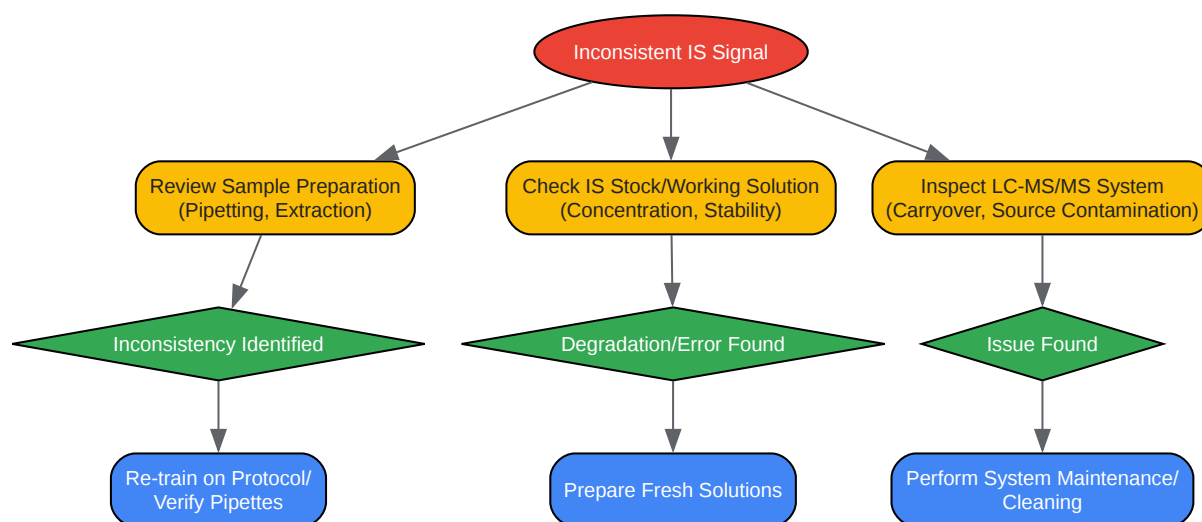 Inconsistent IS Signal
Review Sample Preparation
(Pipetting, Extraction)
Check IS Stock/Working Solution
(Concentration, Stability)
Inspect LC-MS/MS System
(Carryover, Source Contamination)
Inconsistency Identified
Degradation/Error Found
Issue Found
Re-train on Protocol/
Verify Pipettes
Prepare Fresh Solutions
Perform System Maintenance/
Cleaning